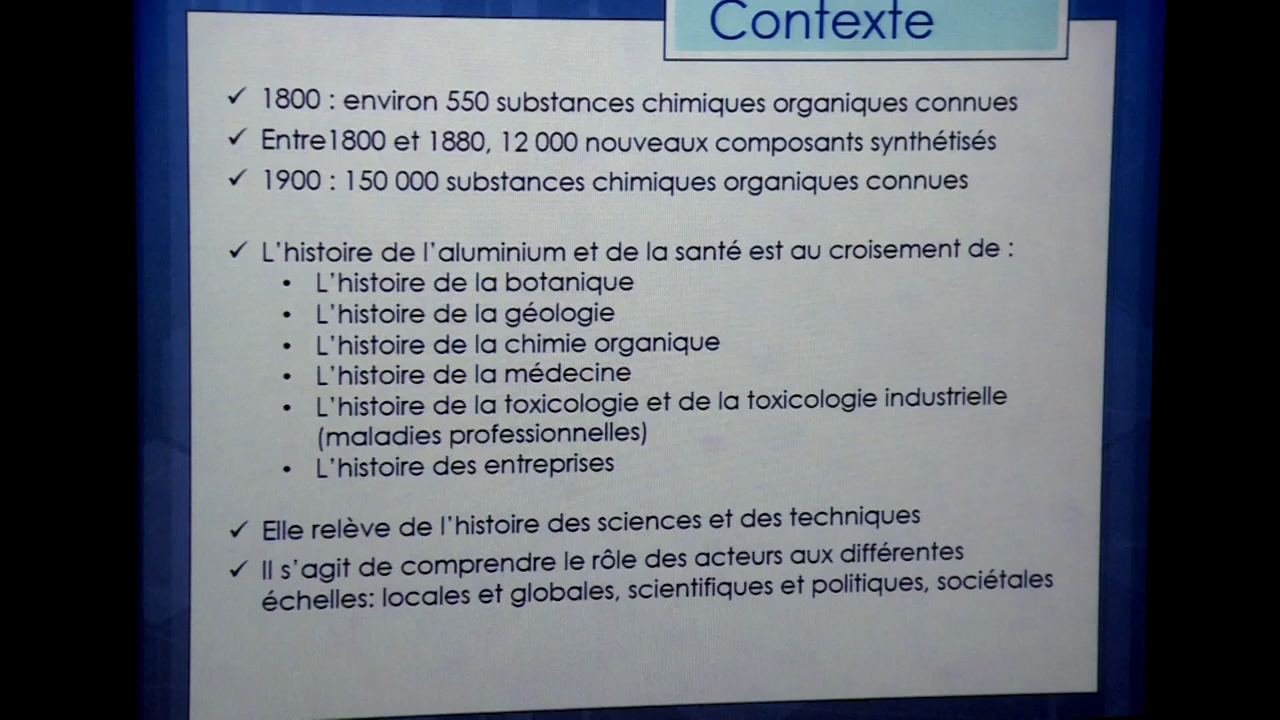 Contexte
✓ 1800 : environ 550 substances chimiques organiques connues
✓ Entre1800 et 1880, 12 000 nouveaux composants synthétisés
✓ 1900 : 150 000 substances chimiques organiques connues
✓ L'histoire de l'aluminium et de la santé est au croisement de :
• L'histoire de la botanique
• L'histoire de la géologie
• L'histoire de la chimie organique
• L'histoire de la médecine
• L'histoire de la toxicologie et de la toxicologie industrielle
(maladies professionnelles)
• L'histoire des entreprises
✓ Elle relève de l'histoire des sciences et des techniques
✓ Il s'agit de comprendre le rôle des acteurs aux différentes
échelles: locales et globales, scientifiques et politiques, sociétales